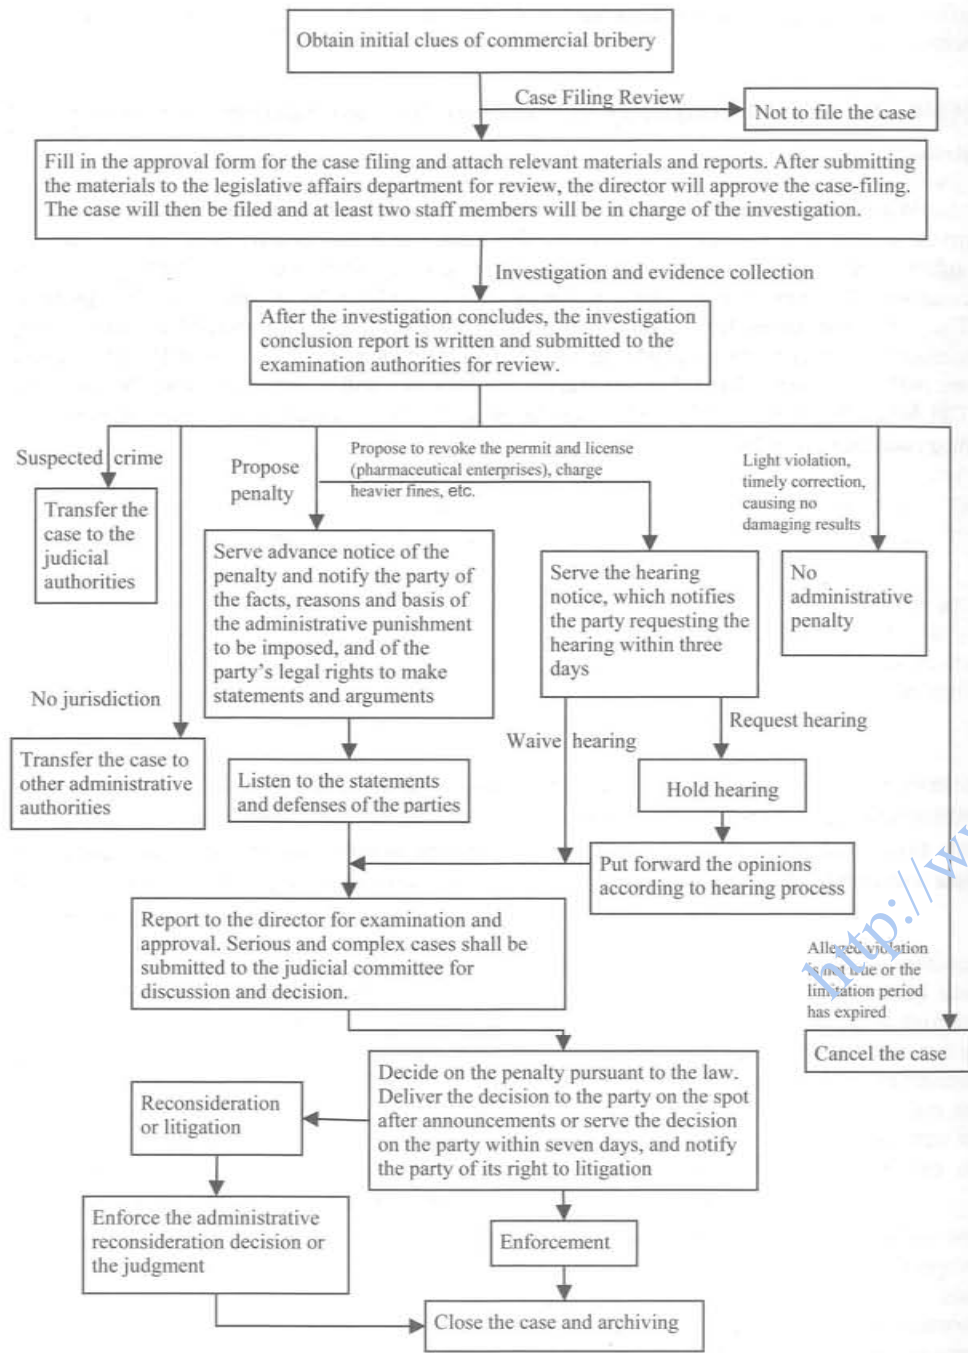 Obtain initial clues of commercial bribery
Case Filing Review
Not to file the case
Fill in the approval form for the case filing and attach relevant materials and reports. After submitting
the materials to the legislative affairs department for review, the director will approve the case-filing.
The case will then be filed and at least two staff members will be in charge of the investigation.
Investigation and evidence collection
After the investigation concludes, the investigation
conclusion report is written and submitted to the
examination authorities for review.
Suspected crime
Transfer the
case to the
judicial
authorities
No jurisdiction
Transfer the case to
other administrative
authorities
Propose
penalty
Serve advance notice of the
penalty and notify the party of
the facts, reasons and basis of
the administrative punishment
to be imposed, and of the
party's legal rights to make
statements and arguments
Listen to the statements
and defenses of the parties
Propose to revoke the permit and license
(pharmaceutical enterprises), charge
heavier fines, etc.
Serve the hearing
notice, which notifies
the party requesting the
hearing within three
days
Waive hearing
Request hearing
Hold hearing
Put forward the opinions
according to hearing process
Light violation,
timely correction,
causing no
damaging results
No
administrative
penalty
Alleged violation
is not true or the
limitation period
has expired
Cancel the case
Report to the director for examination and
approval. Serious and complex cases shall be
submitted to the judicial committee for
discussion and decision.
Decide on the penalty pursuant to the law.
Deliver the decision to the party on the spot
after announcements or serve the decision
on the party within seven days, and notify
the party of its right to litigation
Reconsideration
or litigation
Enforce the administrative
reconsideration decision or
the judgment
Enforcement
Close the case and archiving
http://w